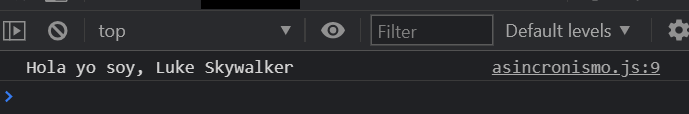 top Filter Default levels
Hola yo soy, Luke Skywalker asincronismo.js:9